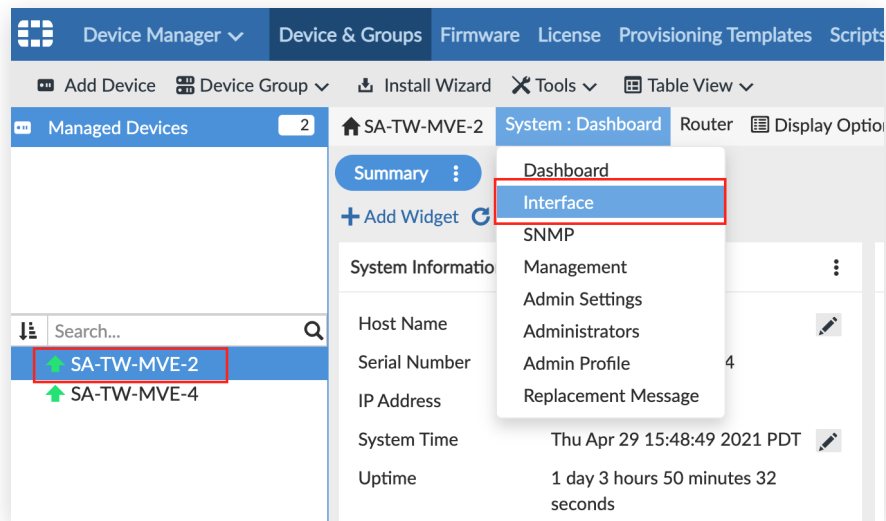 Device Manager Device & Groups Firmware License Provisioning Templates Scripts
Add Device Device Group Install Wizard Tools Table View
Managed Devices 2
SA-TW-MVE-2 System : Dashboard Router Display Optio
Summary
Dashboard
Interface
SNMP
Management
Admin Settings
Administrators
Admin Profile
Replacement Message
Add Widget
System Informatio
Search...
SA-TW-MVE-2
SA-TW-MVE-4
Host Name
Serial Number 4
IP Address
System Time Thu Apr 29 15:48:49 2021 PDT
Uptime 1 day 3 hours 50 minutes 32
seconds